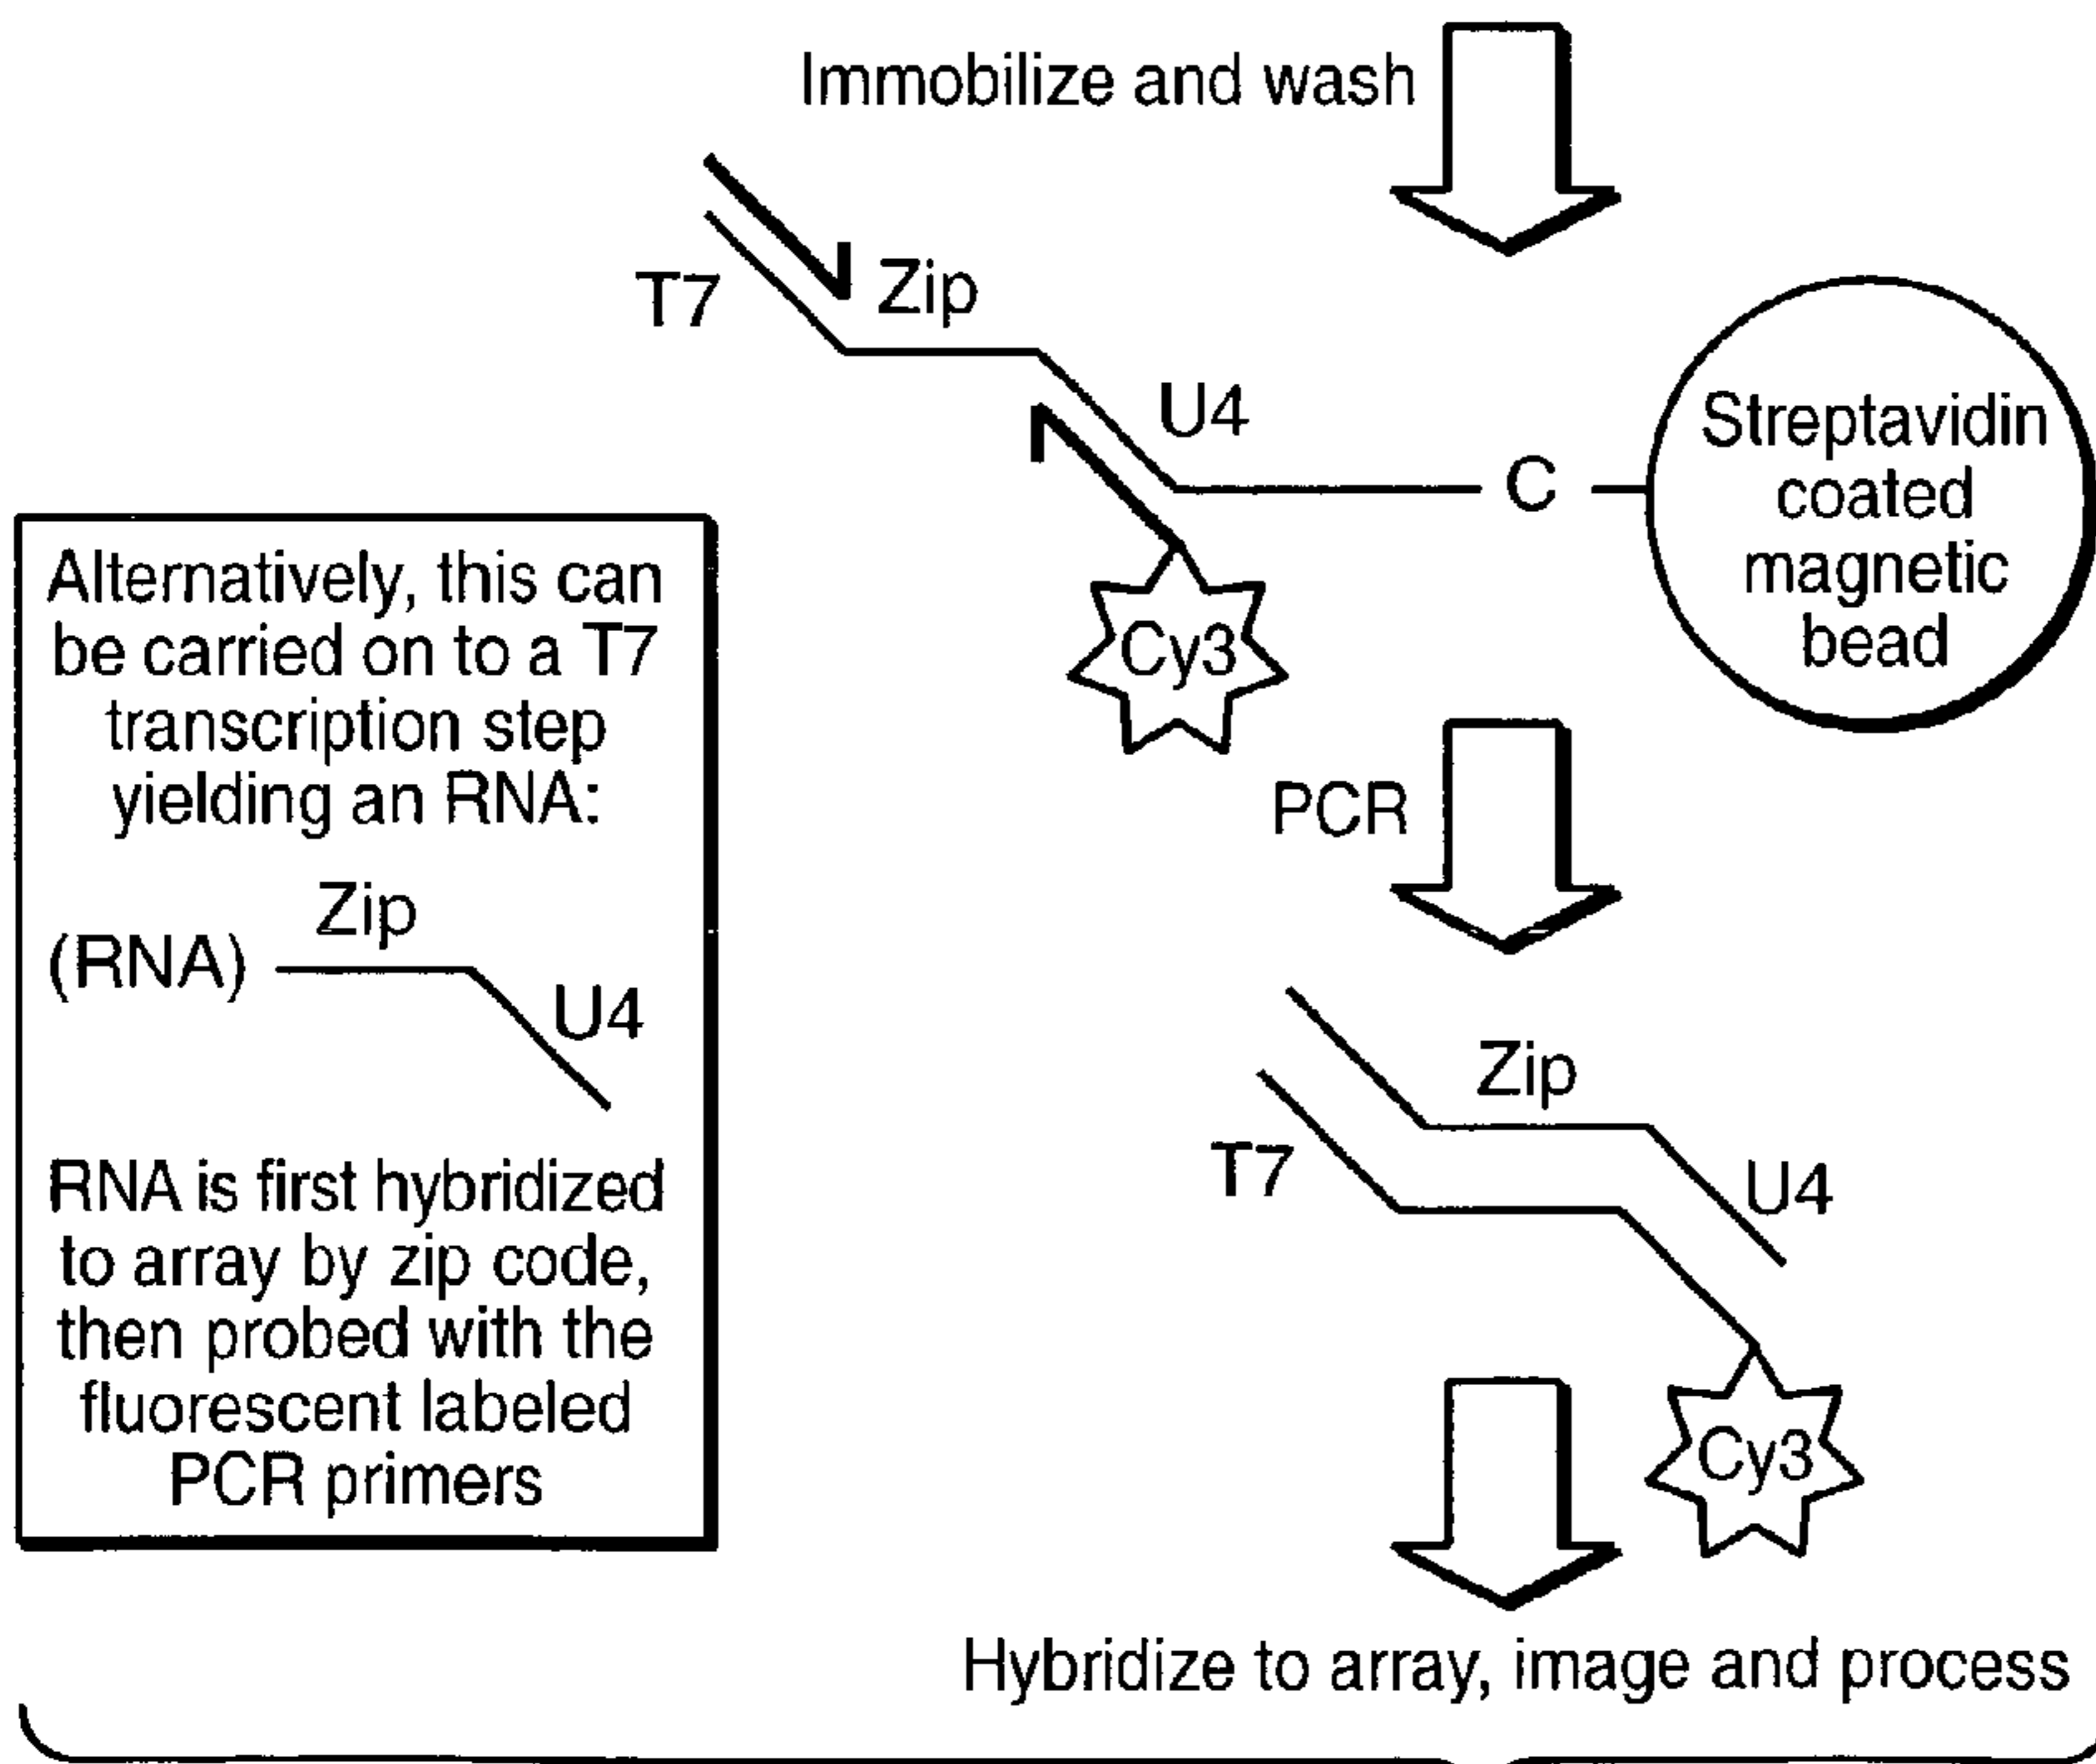 Immobilize and wash
T7
Zip
U4
C
Streptavidin
coated
magnetic
bead
Cy3
Alternatively, this can
be carried on to a T7
transcription step
yielding an RNA:
Zip
(RNA)
U4
RNA is first hybridized
to array by zip code,
then probed with the
fluorescent labeled
PCR primers
PCR
Zip
T7
U4
Cy3
Hybridize to array, image and process